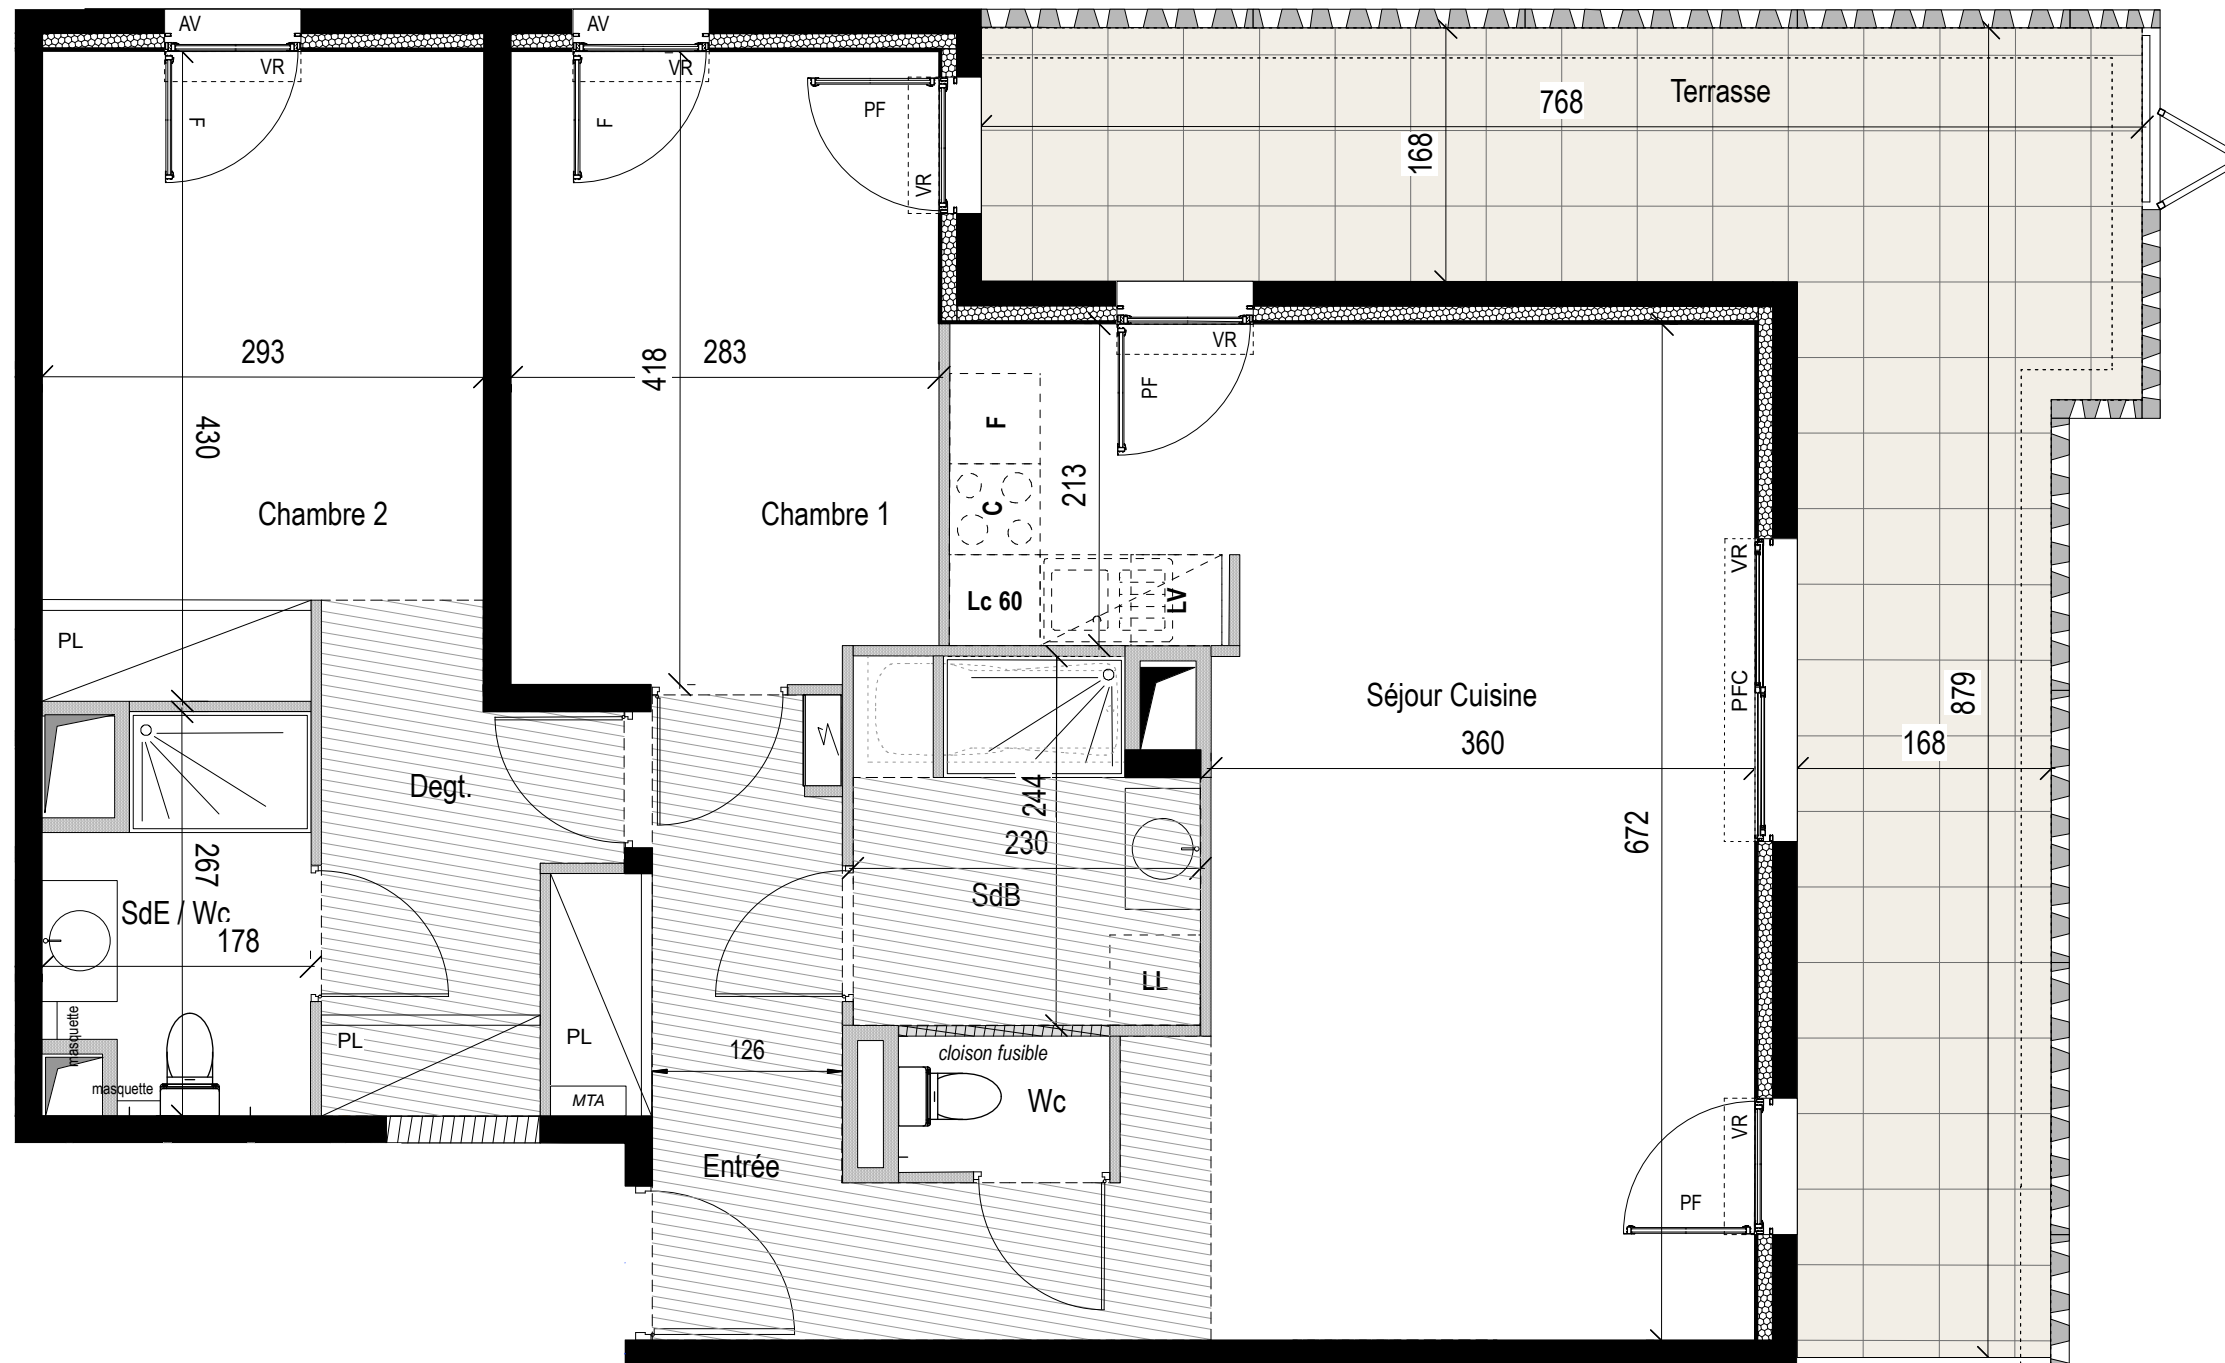 AV
AV
VR
VR
F
F
PF
VR
768
Terrasse
168
293
418
283
VR
PF
430
F
213
C
Chambre 2
Chambre 1
Lc 60
LV
VR
PL
Séjour Cuisine
PFC
879
360
168
Degt.
244
672
267
230
SdE / Wc
SdB
178
LL
masquette
PL
PL
126
cloison fusible
masquette
MTA
Wc
VR
Entrée
PF